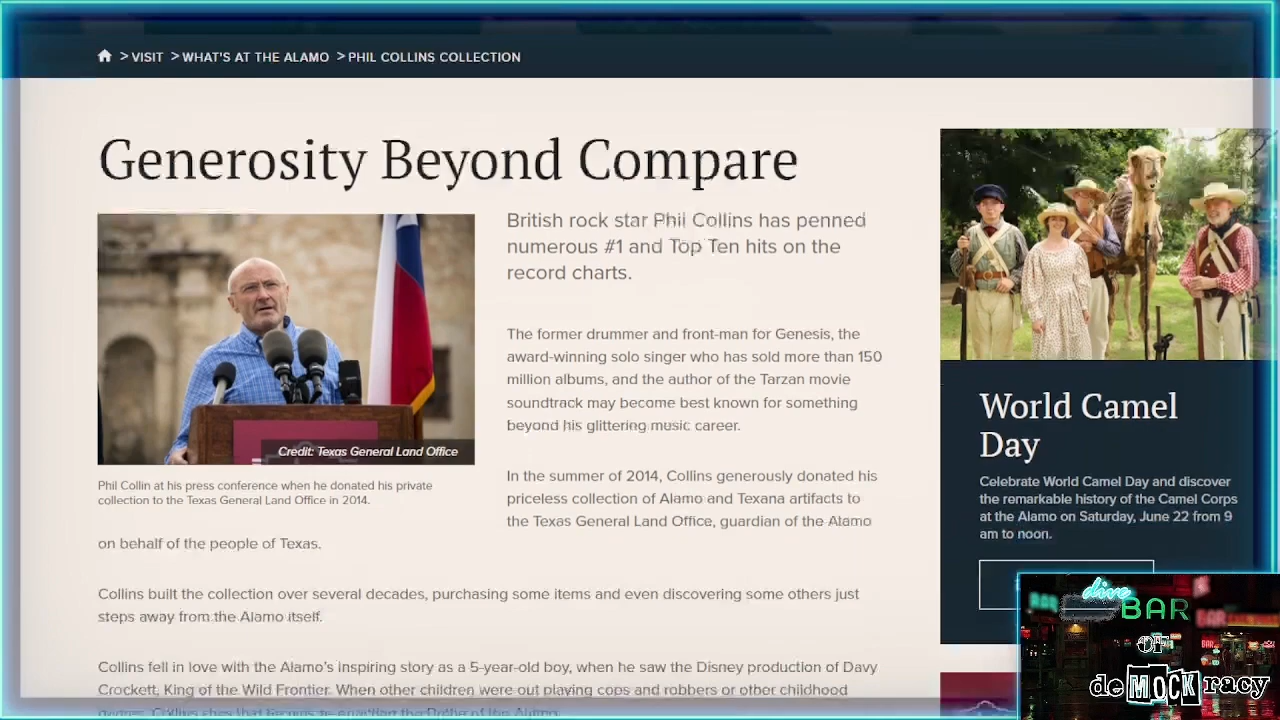 > VISIT > WHAT'S AT THE ALAMO > PHIL COLLINS COLLECTION
Generosity Beyond Compare
British rock star Phil Collins has penned
numerous #1 and Top Ten hits on the
record charts.
The former drummer and front-man for Genesis, the
award-winning solo singer who has sold more than 150
million albums, and the author of the Tarzan movie
soundtrack may become best known for something
beyond his glittering music career.
Credit: Texas General Land Office
Phil Collin at his press conference when he donated his private
collection to the Texas General Land Office in 2014.
In the summer of 2014, Collins generously donated his
priceless collection of Alamo and Texana artifacts to
the Texas General Land Office, guardian of the Alamo
on behalf of the people of Texas.
Collins built the collection over several decades, purchasing some items and even discovering some others just
steps away from the Alamo itself.
Collins fell in love with the Alamo's inspiring story as a 5-year-old boy, when he saw the Disney production of Davy
Crockett, King of the Wild Frontier. When other children were out playing cops and robbers or other childhood
World Camel
Day
Celebrate World Camel Day and discover
the remarkable history of the Camel Corps
at the Alamo on Saturday, June 22 from 9
am to noon.
dive
BAR
OF
deMOCKracy